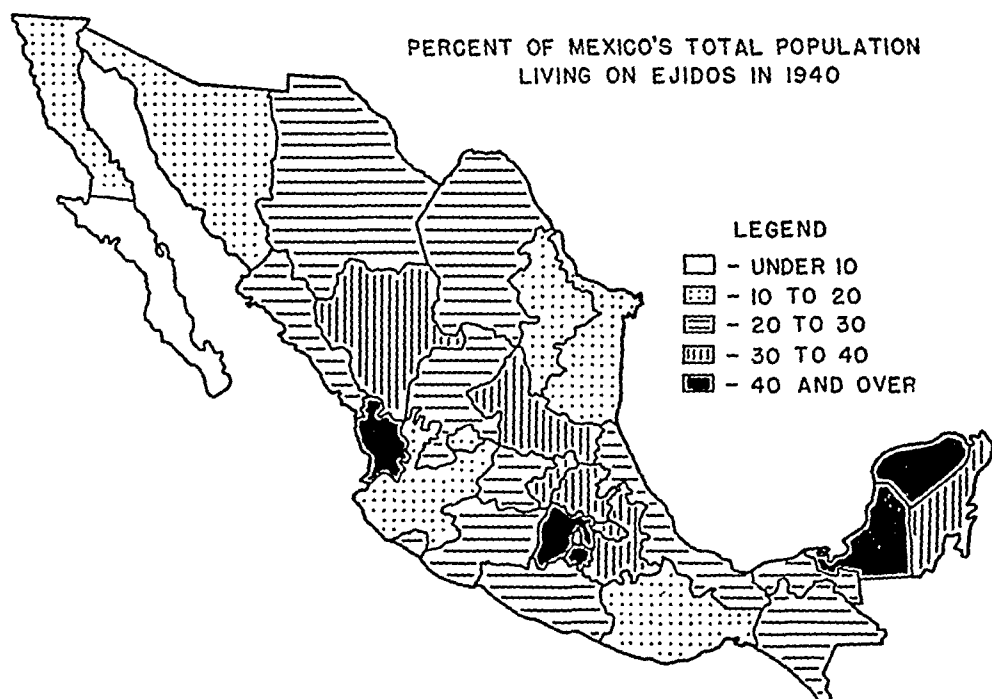 PERCENT OF MEXICO'S TOTAL POPULATION
LIVING ON EJIDOS IN 1940
LEGEND
- UNDER 10
- 10 TO 20
- 20 TO 30
- 30 TO 40
- 40 AND OVER